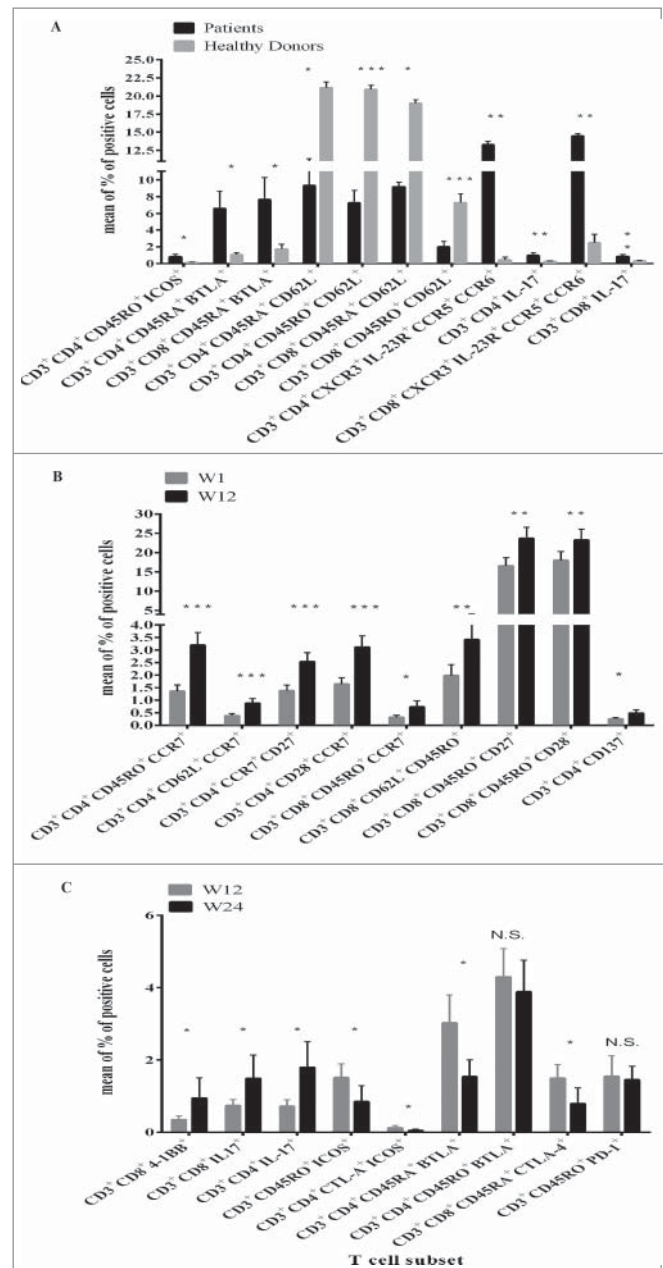 A
Patients
Healthy Donors
mean of % of positive cells
25.0
22.5
20.0
17.5
15.0
12.5
10
8
6
4
2
0
* * * * * * * * * * * * * * * * * * * *
CD3+ CD4+ CD45RO+ ICOS+
CD3+ CD4+ CD45RA+ BTLA+
CD3+ CD8+ CD45RA+ BTLA+
CD3+ CD4+ CD45RA+ CD62L+
CD3+ CD4+ CD45RO+ CD62L+
CD3+ CD8+ CD45RA+ CD62L+
CD3+ CD8+ CD45RO+ CD62L+
CD3+ CD4+ CXCR3+ IL-23R+ CCR5+ CCR6+
CD3+ CD4+ IL-17+
CD3+ CD8+ CXCR3+ IL-23R+ CCR5+ CCR6+
CD3+ CD8+ IL-17+
B
W1
W12
mean of % of positive cells
30
25
20
15
10
5
4.0
3.5
3.0
2.5
2.0
1.5
1.0
0.5
0.0
* * * * * * * * * * * * * * * * * * * *
CD3+ CD4+ CD45RO+ CCR7+
CD3+ CD4+ CD62L+ CCR7+
CD3+ CD4+ CCR7+ CD27+
CD3+ CD4+ CD28+ CCR7+
CD3+ CD8+ CD45RO+ CCR7+
CD3+ CD8+ CD62L+ CD45RO+
CD3+ CD8+ CD45RO+ CD27+
CD3+ CD8+ CD45RO+ CD28+
CD3+ CD4+ CD137+
C
W12
W24
mean of % of positive cells
6
4
2
0
* * * * * * N.S. * N.S.
CD3+ CD8+ 4-1BB+
CD3+ CD8+ IL17+
CD3+ CD4+ IL-17+
CD3+ CD45RO+ ICOS+
CD3+ CD4+ CTL-A+ ICOS+
CD3+ CD4+ CD45RA+ BTLA+
CD3+ CD4+ CD45RO+ BTLA+
CD3+ CD8+ CD45RA+ CTLA-4+
CD3+ CD45RO+ PD-1+
T cell subset